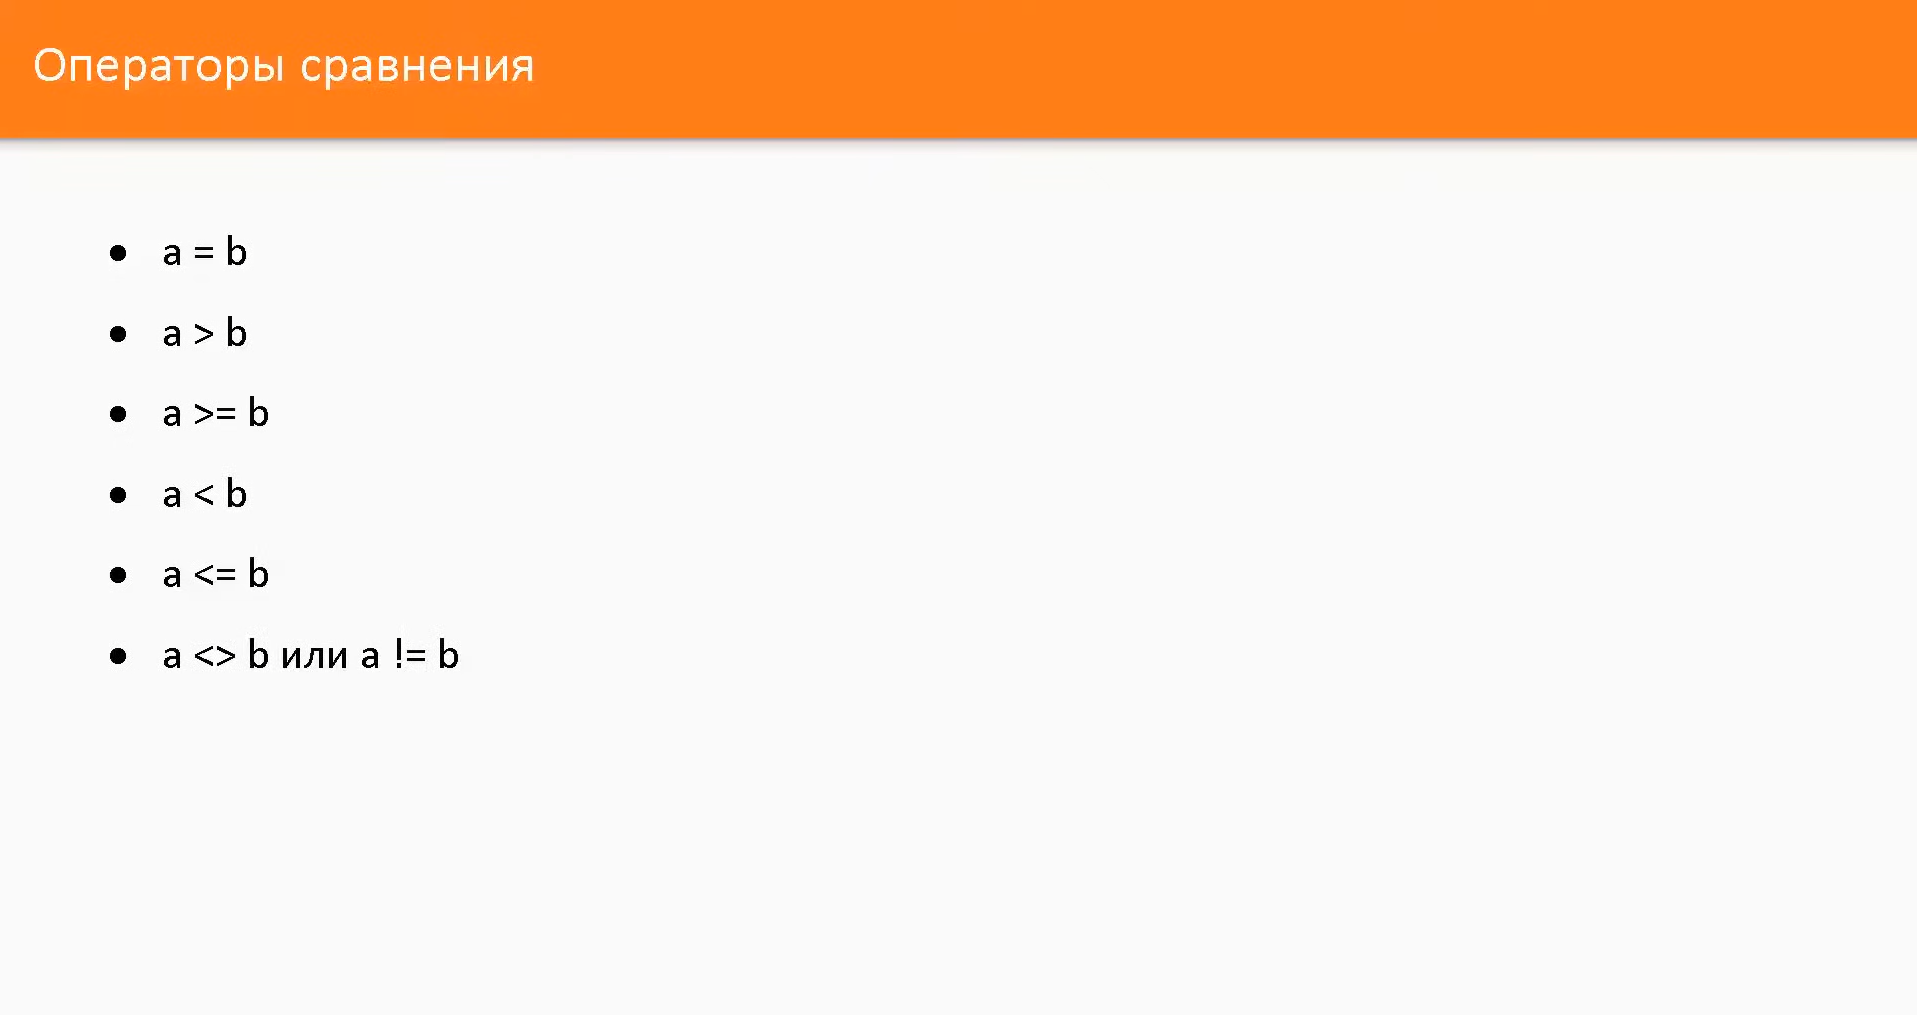 Операторы сравнения
● a = b
● a > b
● a >= b
● a < b
● a <= b
● a <> b или a != b